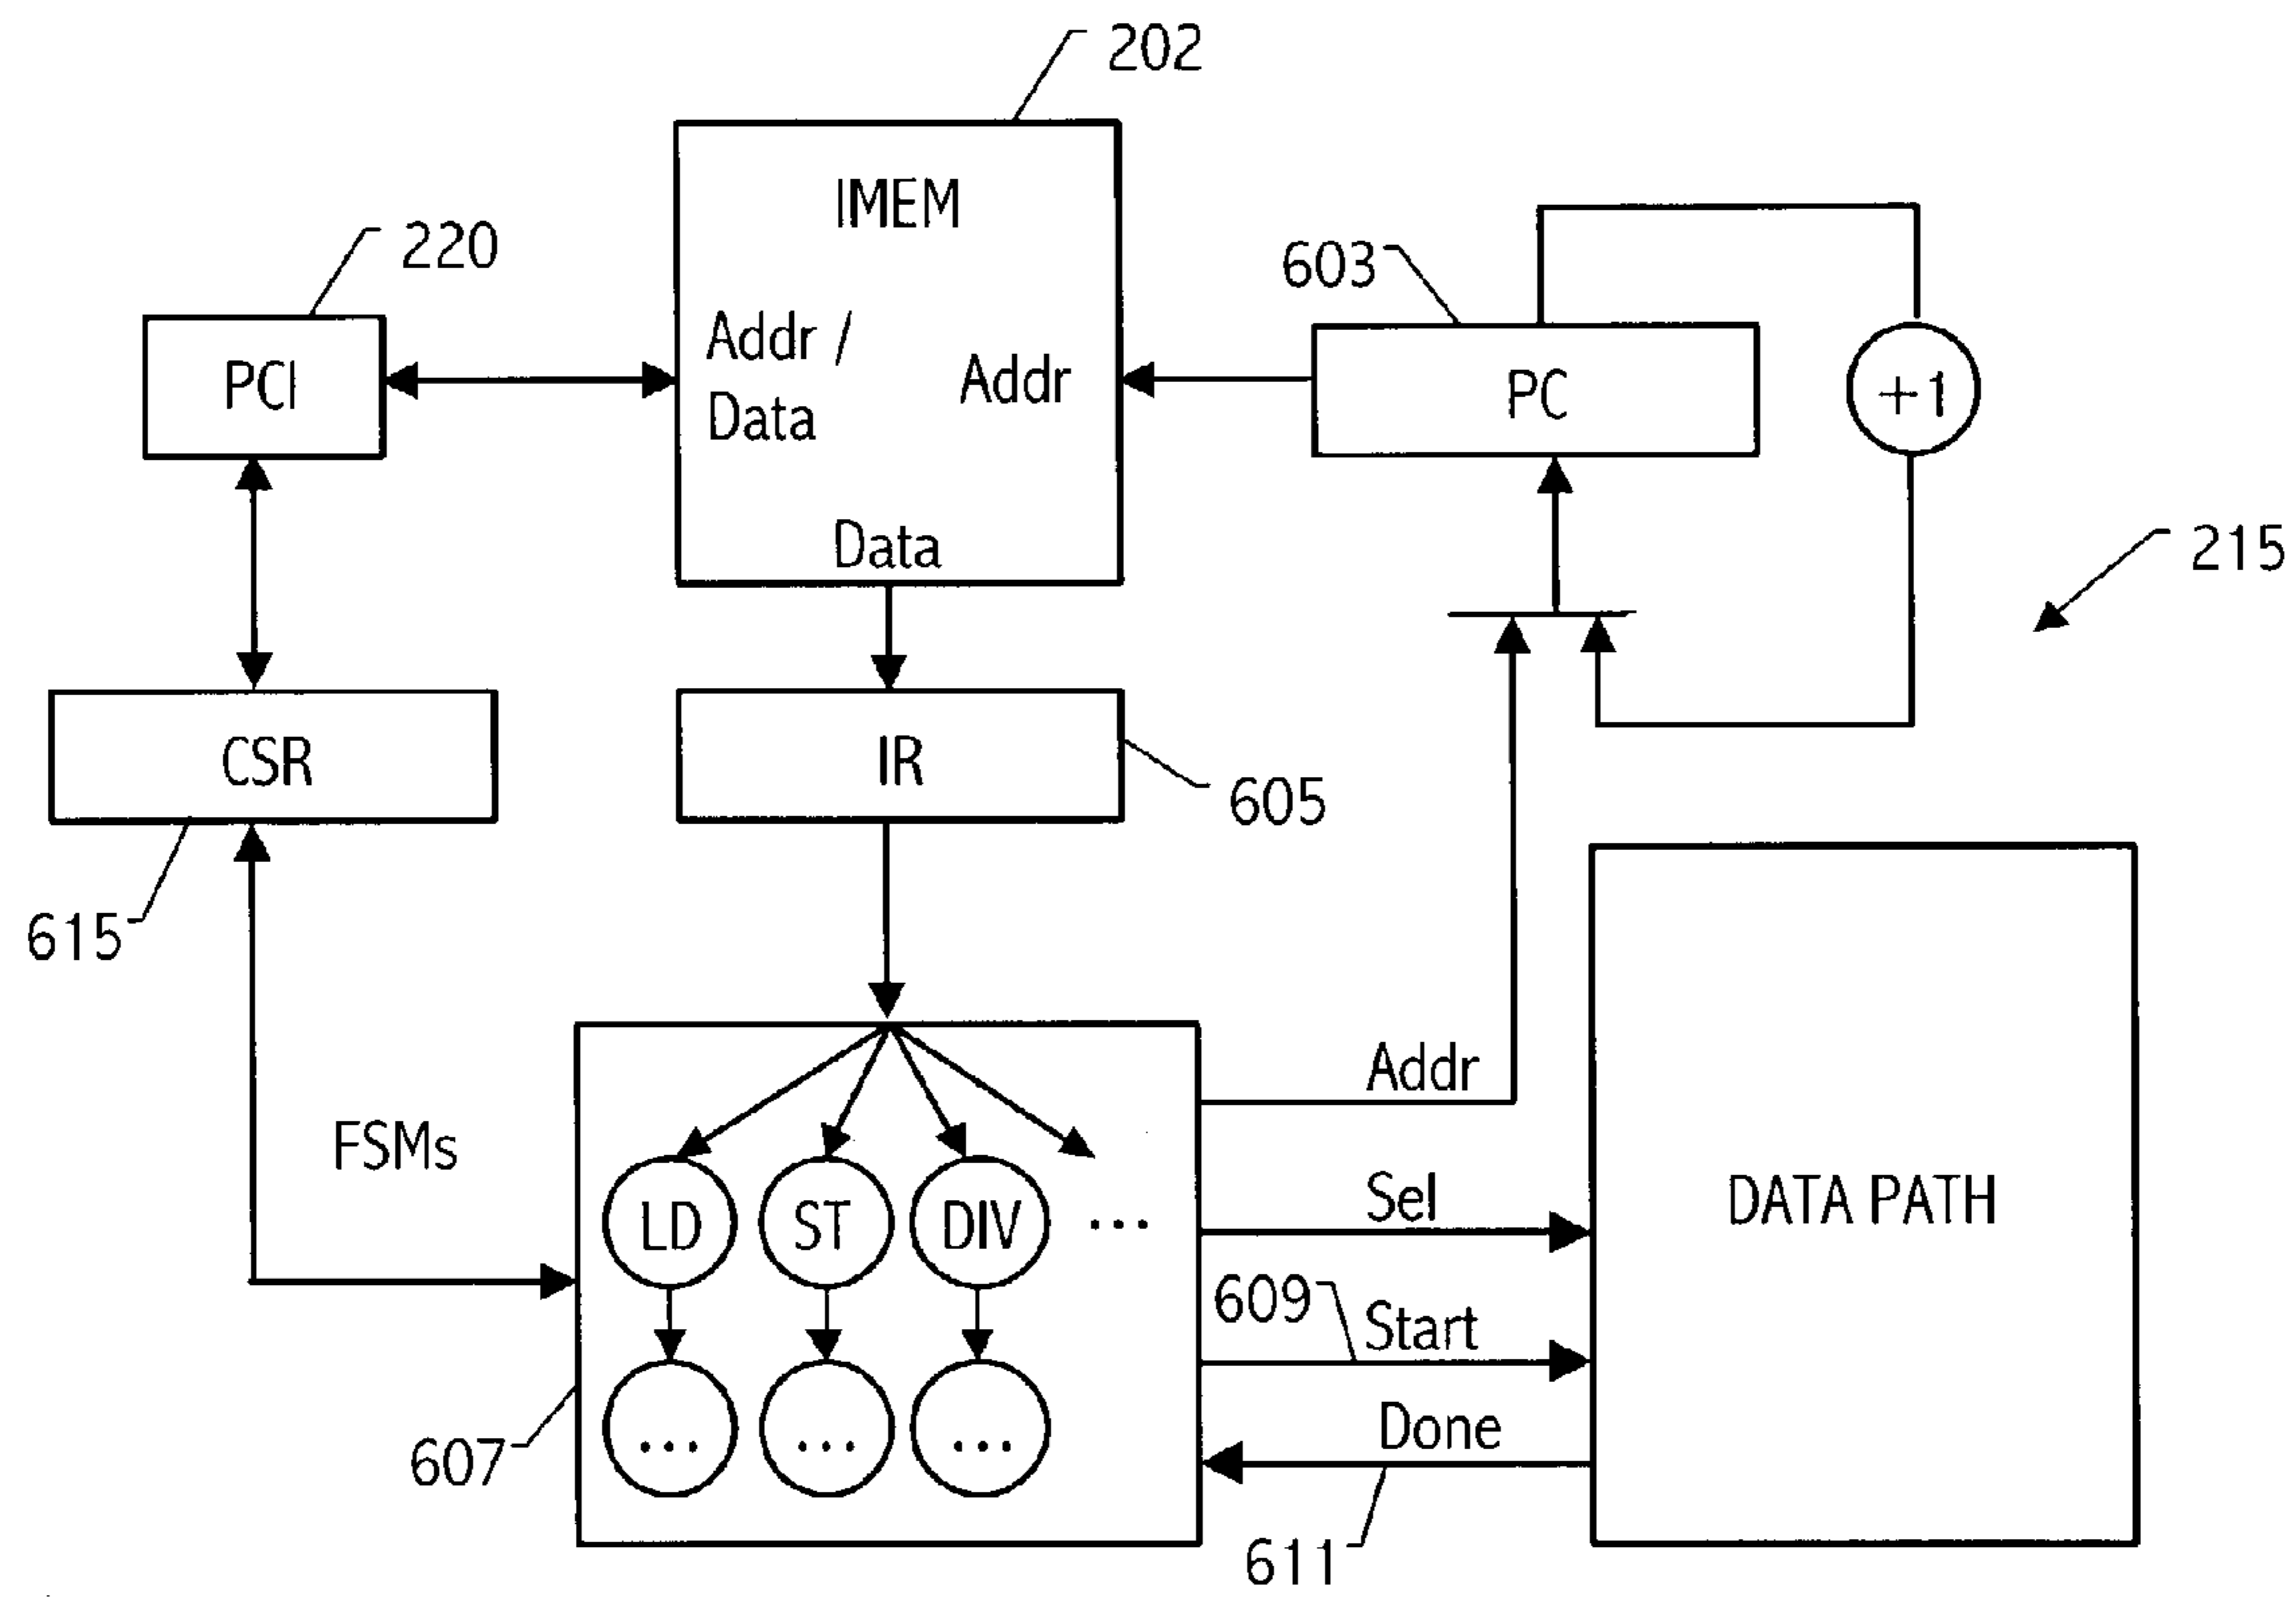 202
IMEM
220
603
Addr /
Data
Addr
PCI
PC
+1
Data
215
CSR
IR
605
615
Addr
FSMs
LD
ST
DIV
...
Sel
DATA PATH
609
Start
...
...
...
Done
607
611